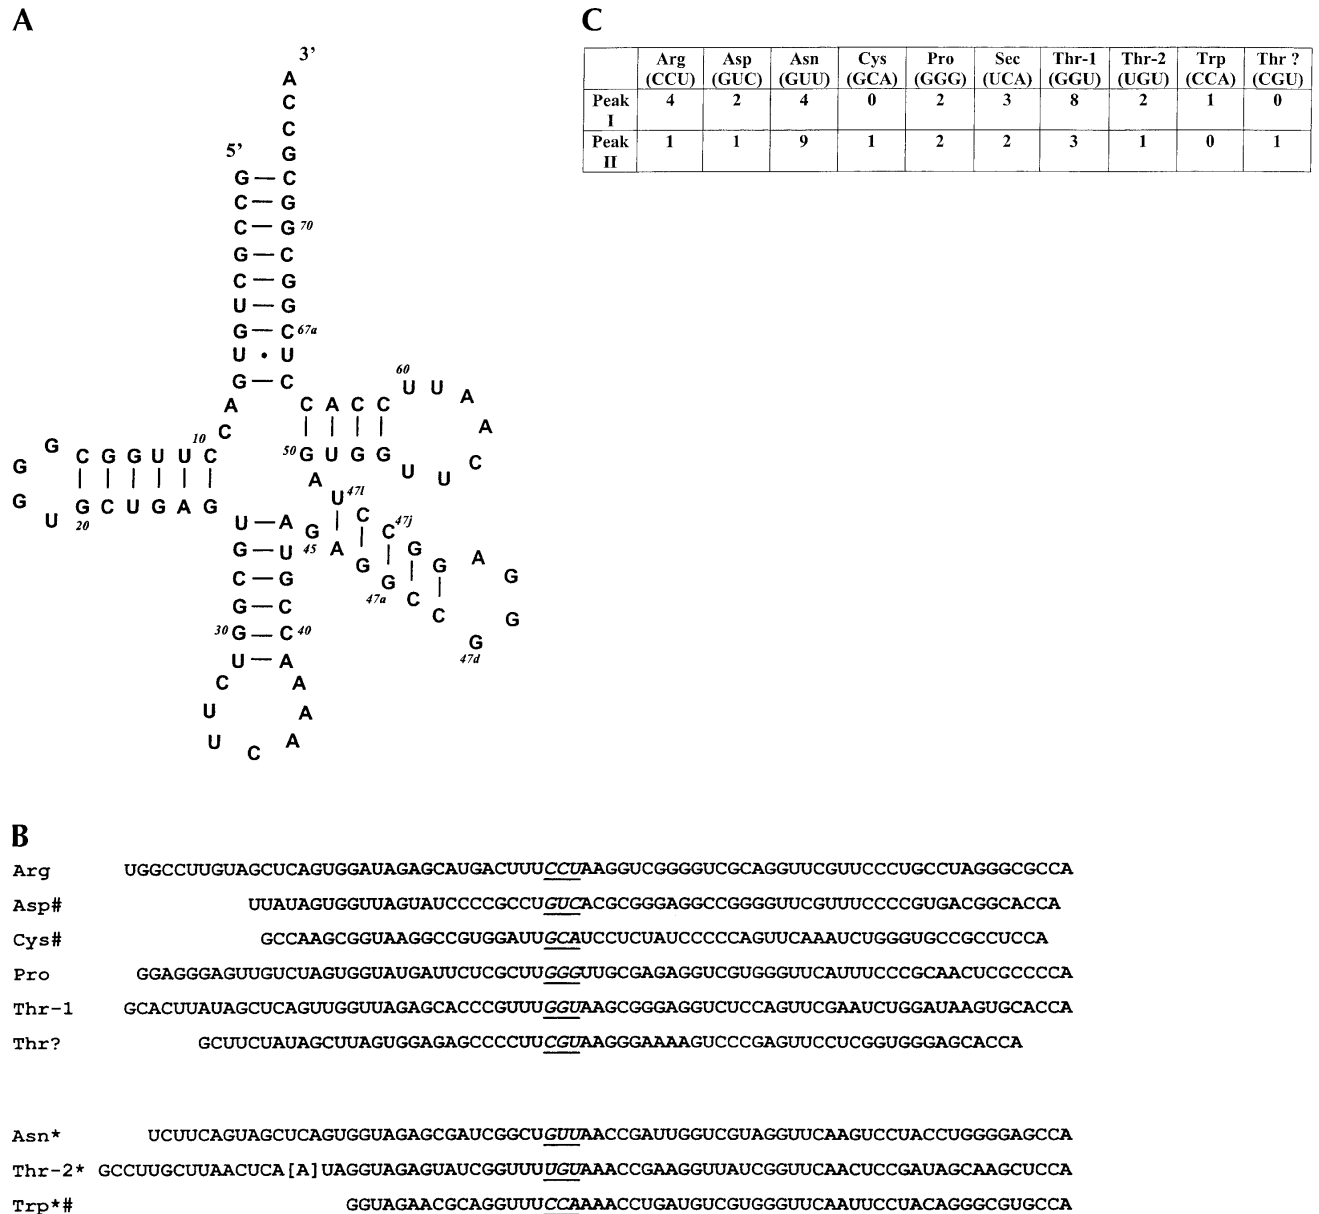 A
3'
A
C
C
5' G
G — C
C — G
C — G 70
G — C
C — G
U — G
G — C 67a
U • U
G — C
60
U U A A C U U
A
C
C A C C
50 G U G G
10
G C G G U U C
G
G
U G C U G A G
20
U — A
G — U
C — G
G — C
30 G — C 40
U — A
C A
U A
U C A
A
U 47l
C
C 47j
G
G
A
G
G
G
47d
G
45 A
G
G
47a C
C
B
Arg UGGCCUUGUAGCUCAGUGGAUAGAGCAUGACUUUCCUAAGGUCGGGGUCGCAGGUUCGUUCCCUGCCUAGGGCGCCA
Asp# UUAUAGUGGUUAGUAUCCCCGCCUGUCACGCGGGAGGCCGGGGUUCGUUUCCCCGUGACGGCACCA
Cys# GCCAAGCGGUAAGGCCGUGGAUUGCAUCCUCUAUCCCCCAGUUCAAAUCUGGGUGCCGCCUCCA
Pro GGAGGGAGUUGUCUAGUGGUAUGAUUCUCGCUUGGGUUGCGAGAGGUCGUGGGUUCAUUUCCCGCAACUCGCCCCCA
Thr-1 GCACUUAUAGCUCAGUUGGUUAGAGCACCCGUUUGGUAAGCGGGAGGUCUCCAGUUCGAAUCUGGAUAAGUGCACCA
Thr? GCUUCUAUAGCUUAGUGGAGAGCCCCUUCGUAAGGGAAAAGUCCCGAGUUCCUCGGUGGGAGCACCA
Asn* UCUUCAGUAGCUCAGUGGUAGAGCGAUCGGCUGUUAACCGAUUGGUCGUAGGUUCAAGUCCUACCUGGGGAGCCA
Thr-2* GCCUUGCUUAACUCA[A]UAGGUAGAGUAUCGGUUUUGUAAACCGAAGGUUAUCGGUUCAACUCCGAUAGCAAGCUCCA
Trp*# GGUAGAACGCAGGUUUCCAAAACCUGAUGUCGUGGGUUCAAUUCCUACAGGGCGUGCCA
C
Arg (CCU) Asp (GUC) Asn (GUU) Cys (GCA) Pro (GGG) Sec (UCA) Thr-1 (GGU) Thr-2 (UGU) Trp (CCA) Thr ? (CGU)
Peak I 4 2 4 0 2 3 8 2 1 0
Peak II 1 1 9 1 2 2 3 1 0 1